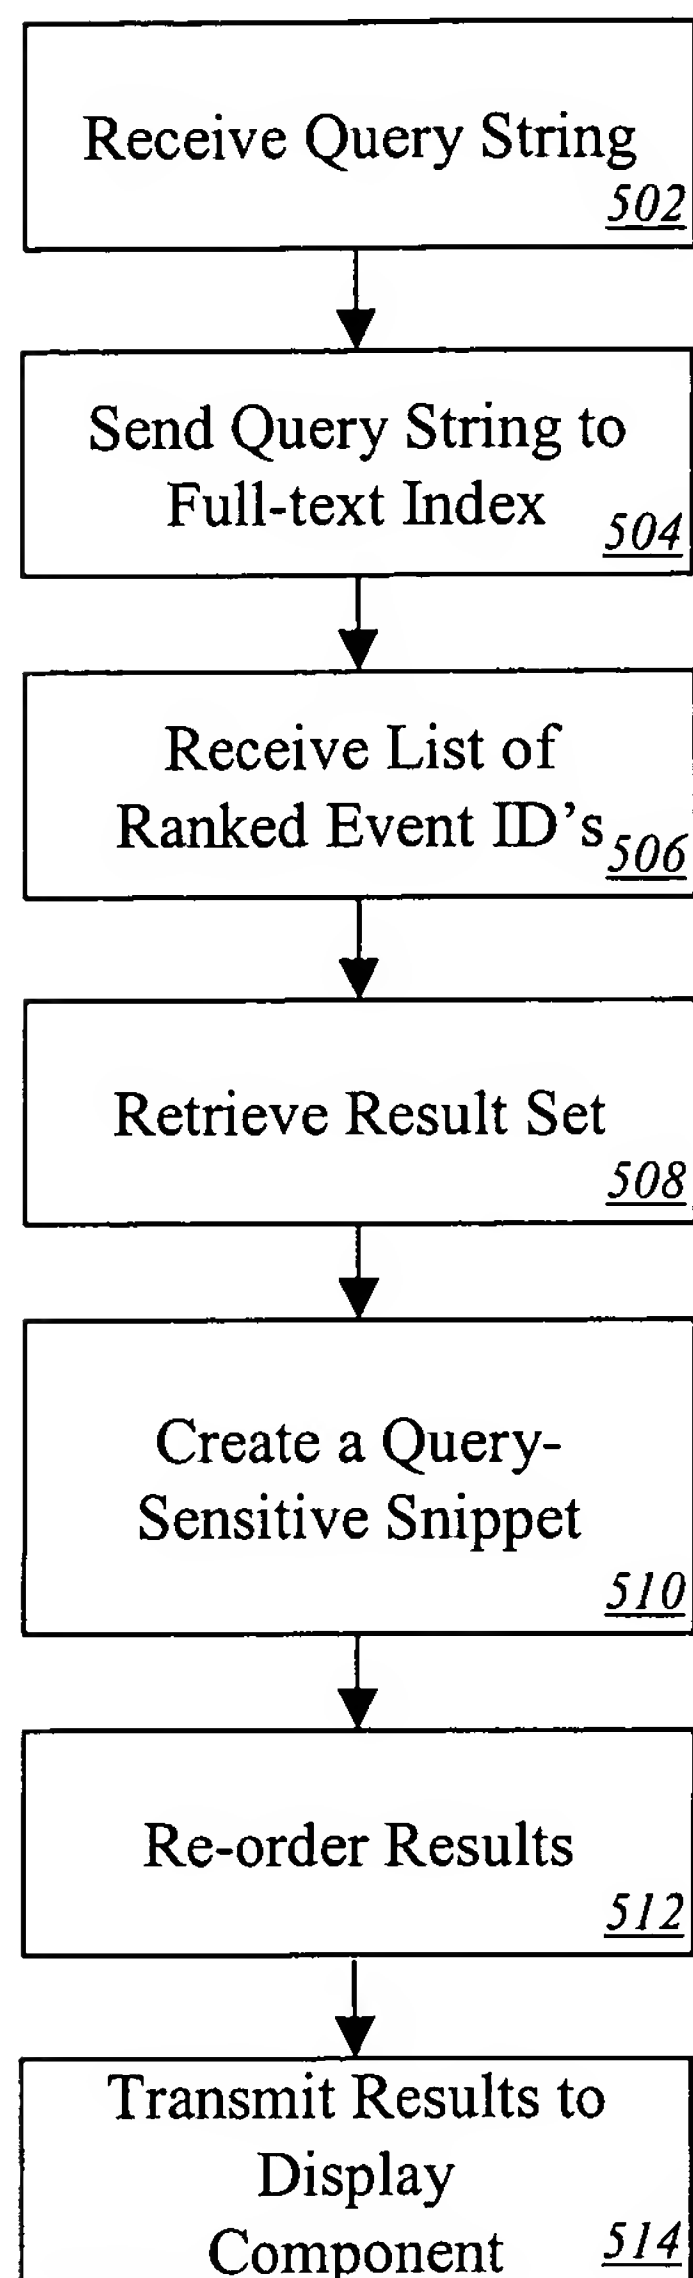 Receive Query String
502
Send Query String to
Full-text Index
504
Receive List of
Ranked Event ID's
506
Retrieve Result Set
508
Create a Query-
Sensitive Snippet
510
Re-order Results
512
Transmit Results to
Display
Component
514